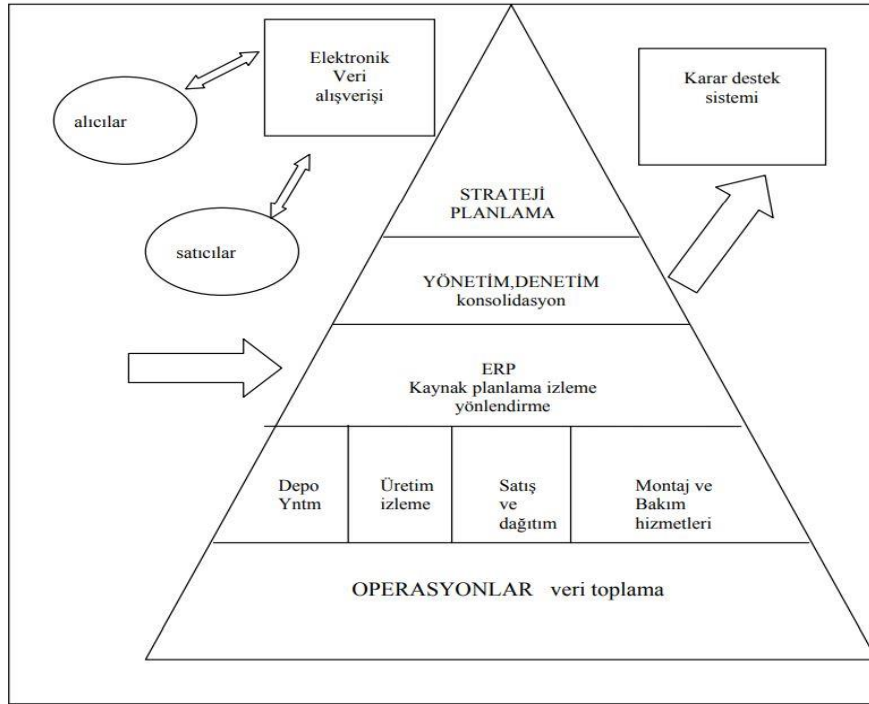 Elektronik
Veri
alışverişi
Karar destek
sistemi
alıcılar
satıcılar
STRATEJİ
PLANLAMA
YÖNETİM,DENETİM
konsolidasyon
ERP
Kaynak planlama izleme
yönlendirme
Depo
Yntm
Üretim
izleme
Satış
ve
dağıtım
Montaj ve
Bakım
hizmetleri
OPERASYONLAR veri toplama